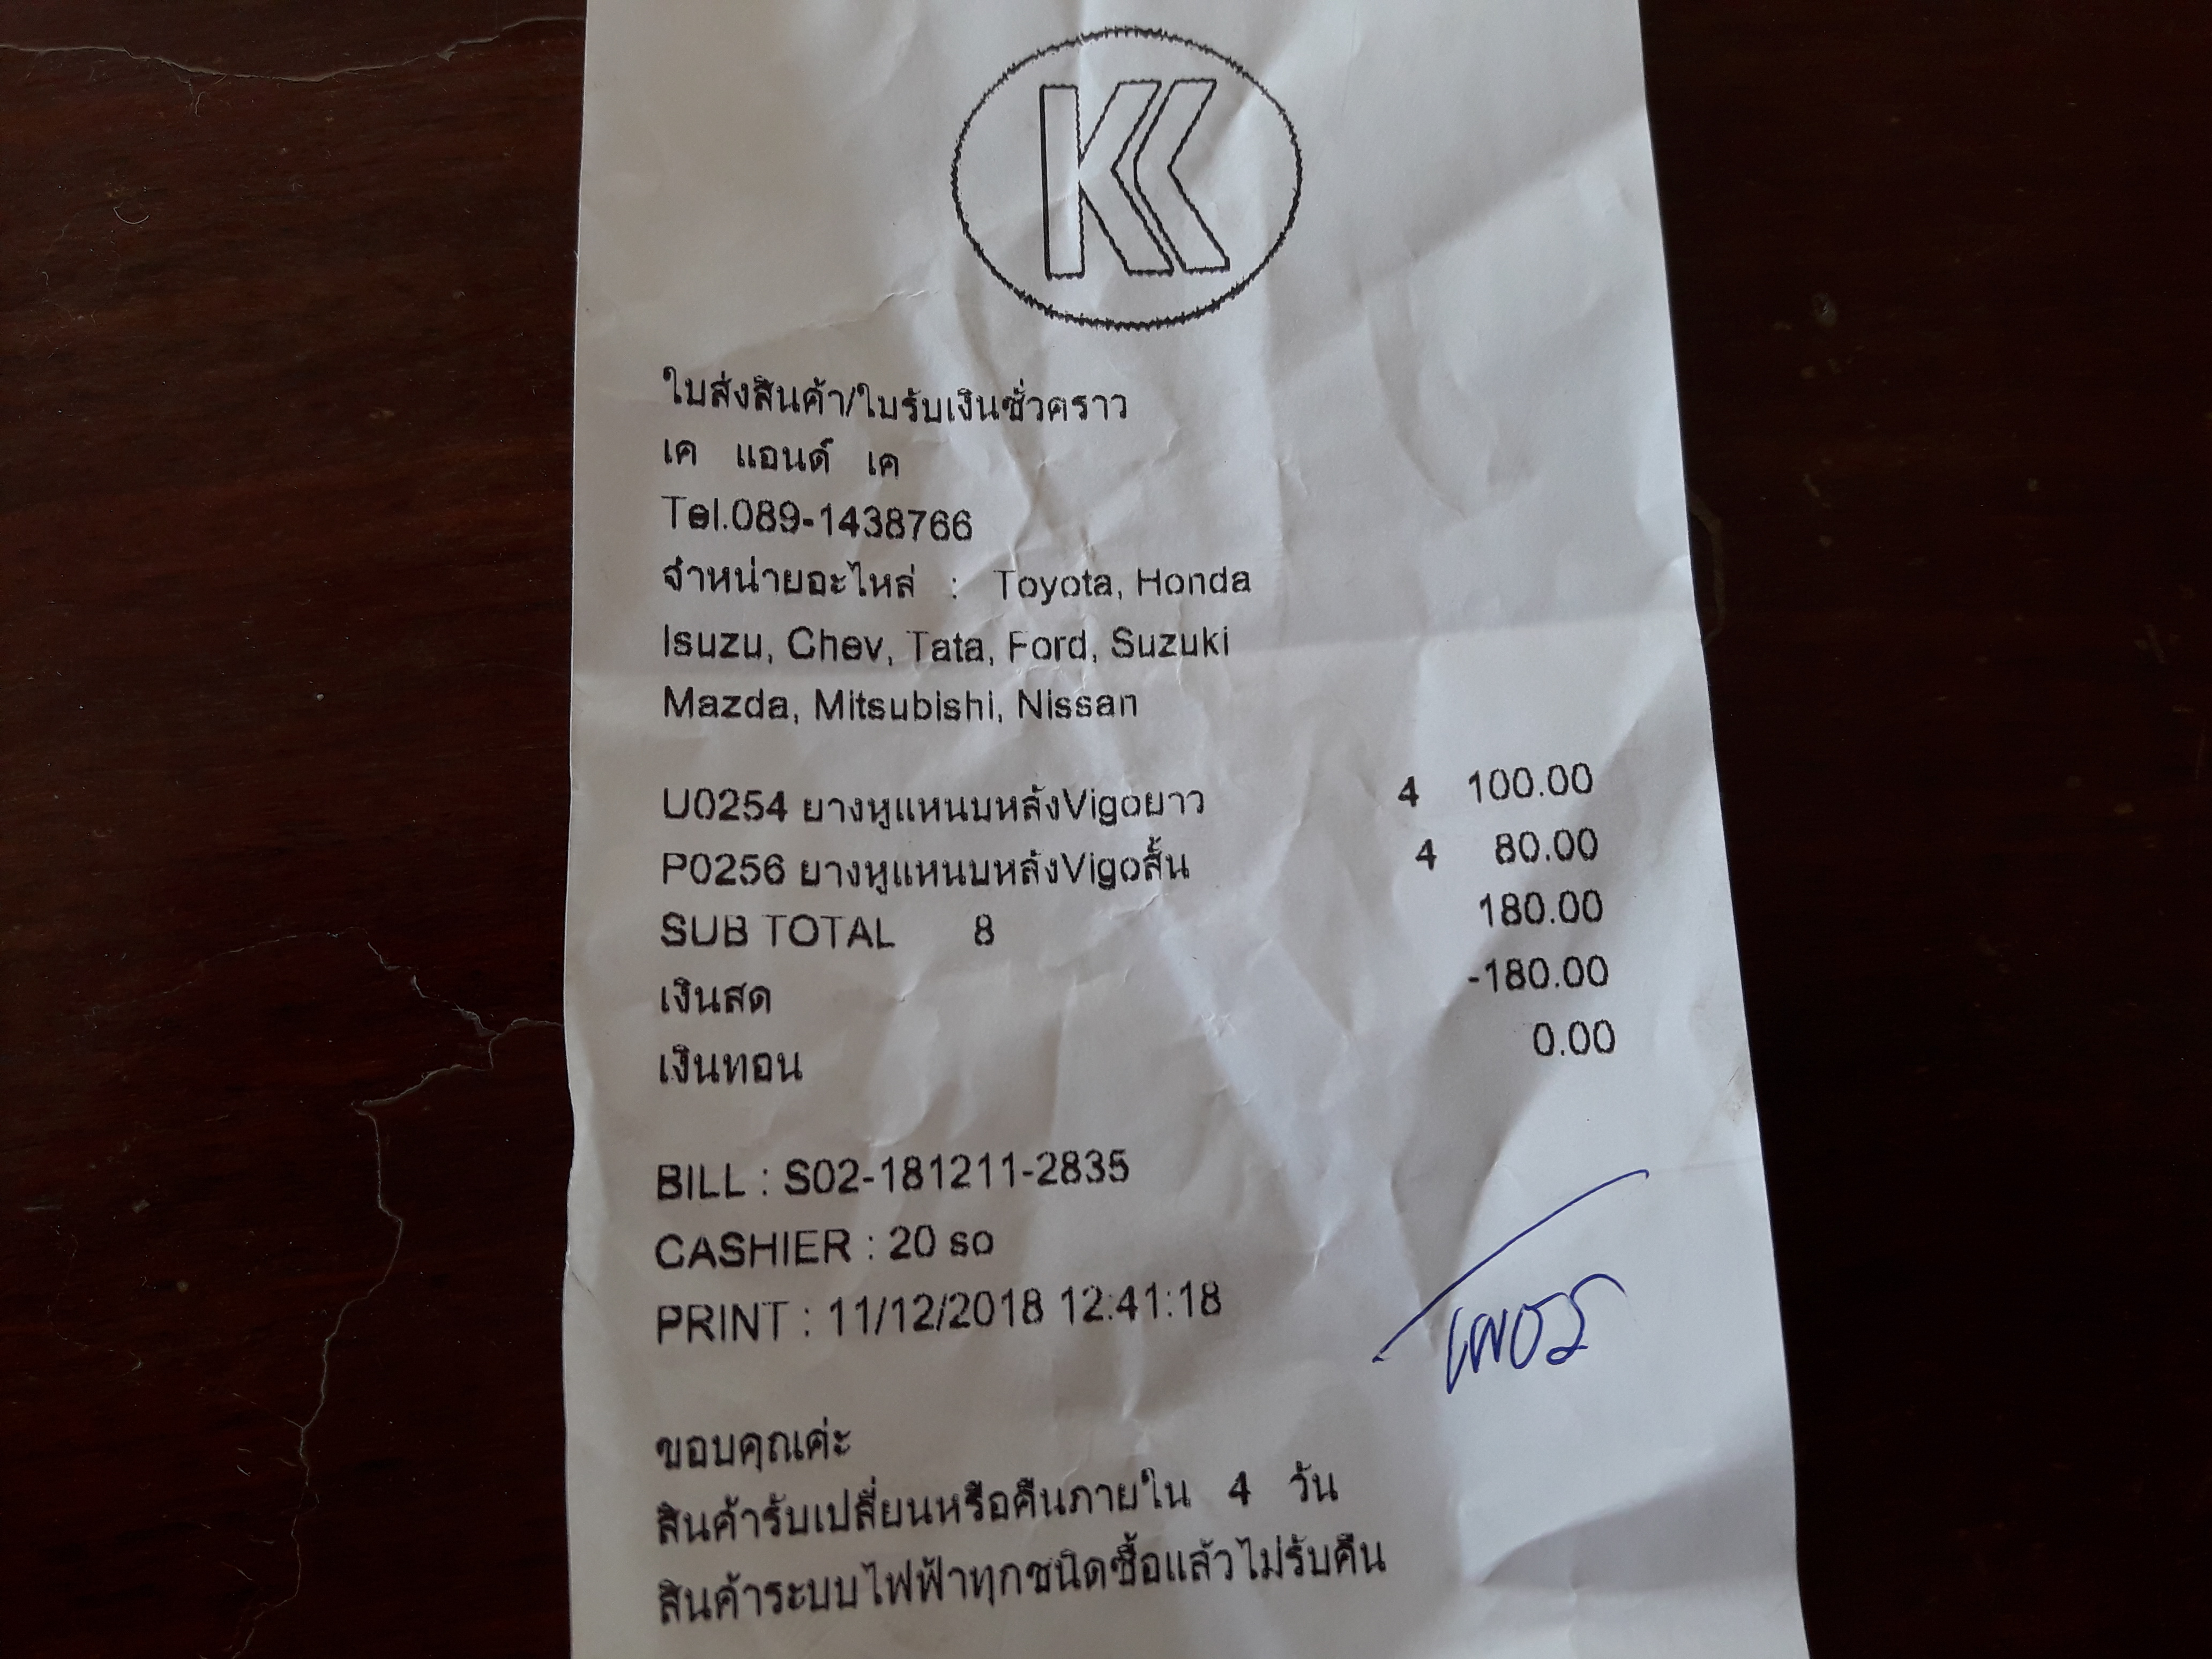 KK
ใบส่งสินค้า/ใบรับเงินชั่วคราว
เค แอนด์ เค
Tel.089-1438766
จำหน่ายอะไหล่ : Toyota, Honda
Isuzu, Chev, Tata, Ford, Suzuki
Mazda, Mitsubishi, Nissan
U0254 ยางหูแหนบหลังVigoยาว 4 100.00
P0256 ยางหูแหนบหลังVigoสั้น 4 80.00
SUB TOTAL 8 180.00
เงินสด -180.00
เงินทอน 0.00
BILL : S02-181211-2835
CASHIER : 20 so
PRINT : 11/12/2018 12:41:18
ขอบคุณค่ะ
สินค้ารับเปลี่ยนหรือคืนภายใน 4 วัน
สินค้าระบบไฟฟ้าทุกชนิดซื้อแล้วไม่รับคืน